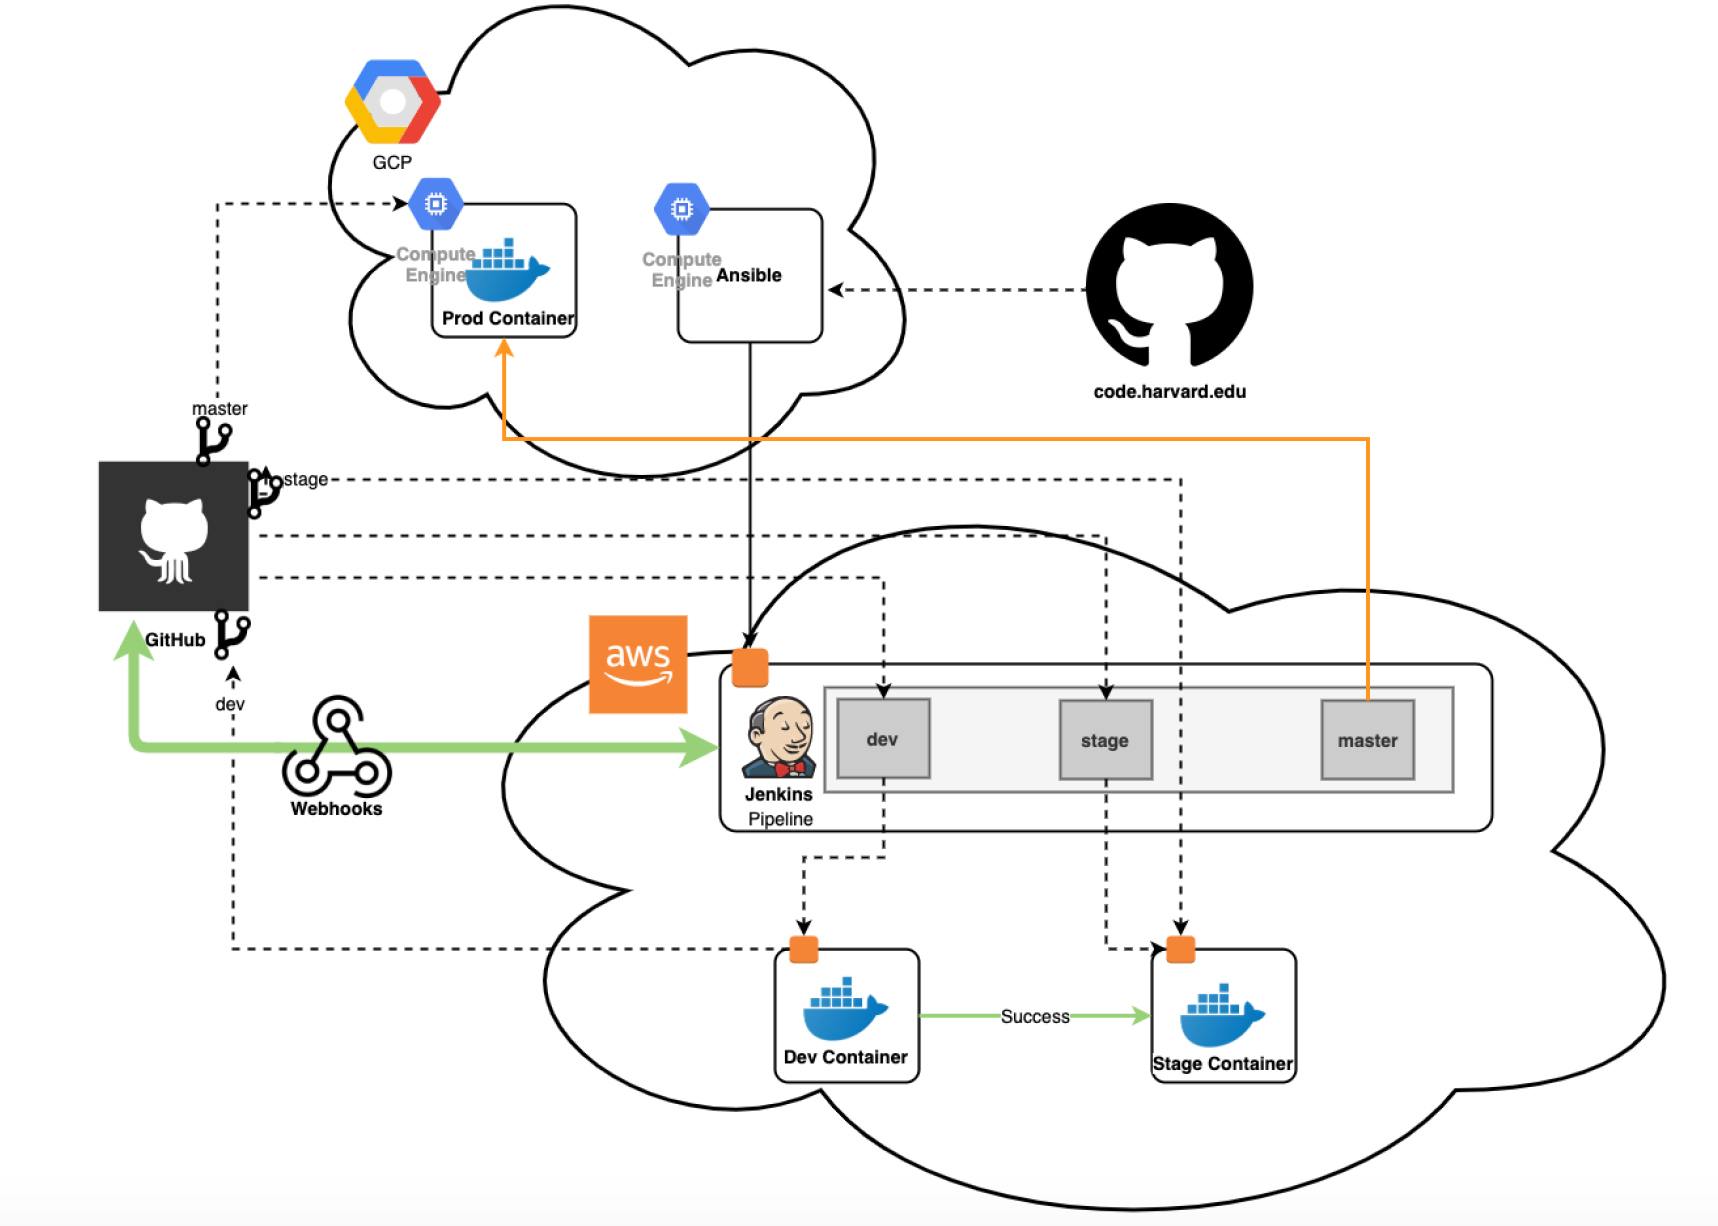 GCP
Compute
Engine
Prod Container
Compute
Engine
Ansible
code.harvard.edu
master
stage
GitHub
dev
aws
Webhooks
Jenkins
Pipeline
dev
stage
master
Success
Dev Container
Stage Container